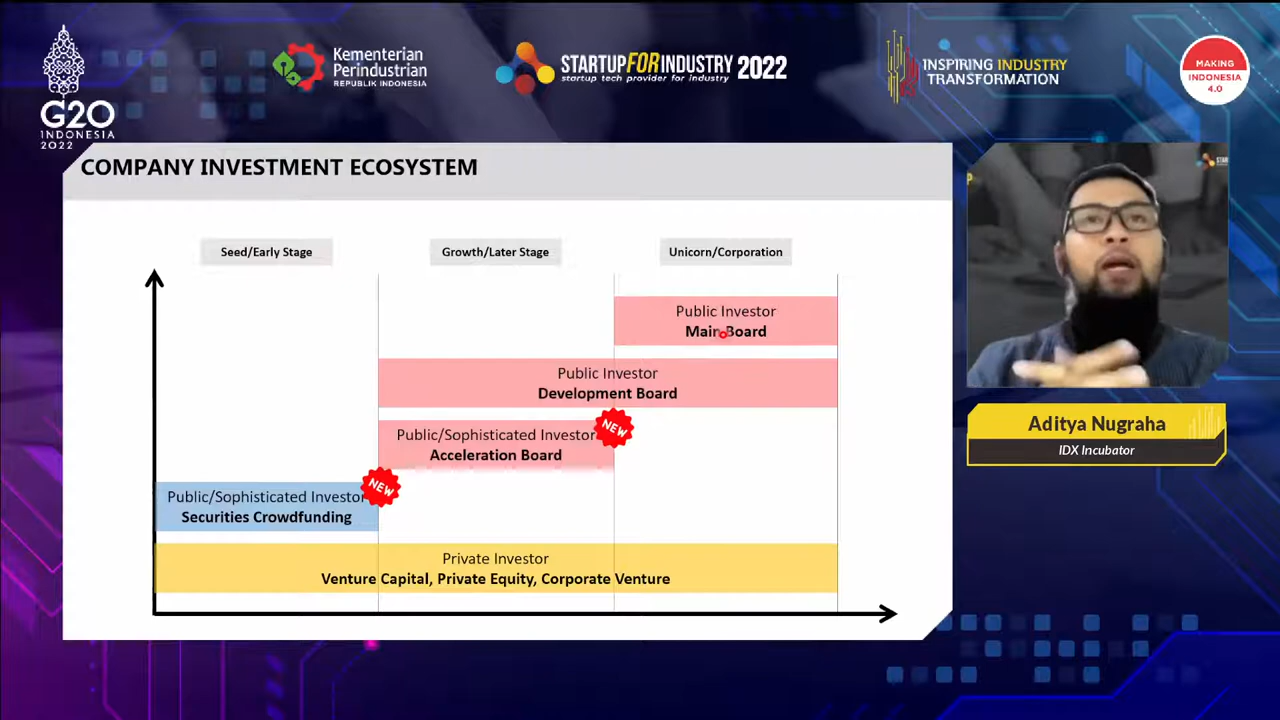 G20
INDONESIA
2022
Kementerian
Perindustrian
REPUBLIK INDONESIA
STARTUPFORINDUSTRY 2022
startup tech provider for industry
INSPIRING INDUSTRY
TRANSFORMATION
MAKING
INDONESIA
4.0
COMPANY INVESTMENT ECOSYSTEM
Seed/Early Stage
Growth/Later Stage
Unicorn/Corporation
Public Investor
Main Board
Public Investor
Development Board
NEW
Public/Sophisticated Investor
Acceleration Board
NEW
Public/Sophisticated Investor
Securities Crowdfunding
Private Investor
Venture Capital, Private Equity, Corporate Venture
Aditya Nugraha
IDX Incubator